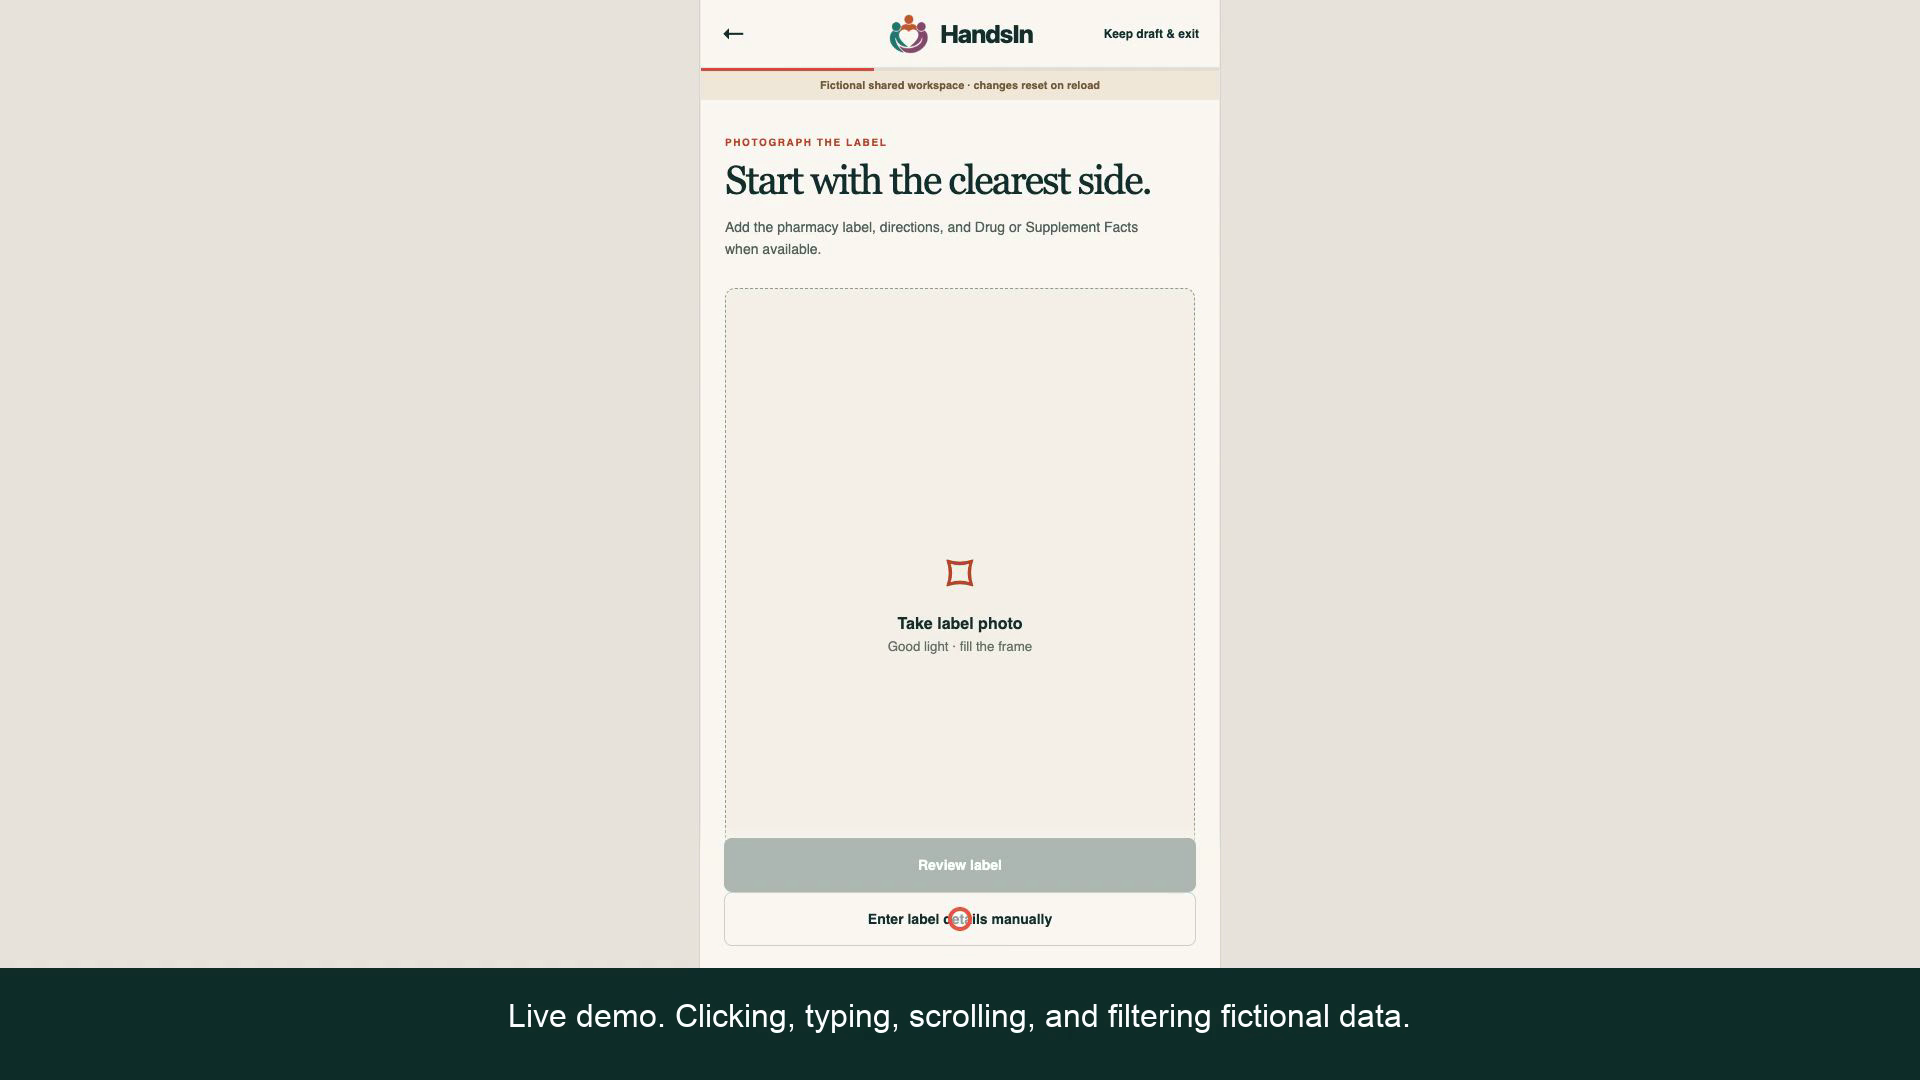 HandsIn
Keep draft & exit
Fictional shared workspace · changes reset on reload
PHOTOGRAPH THE LABEL
Start with the clearest side.
Add the pharmacy label, directions, and Drug or Supplement Facts
when available.
Take label photo
Good light · fill the frame
Review label
Enter label details manually
Live demo. Clicking, typing, scrolling, and filtering fictional data.